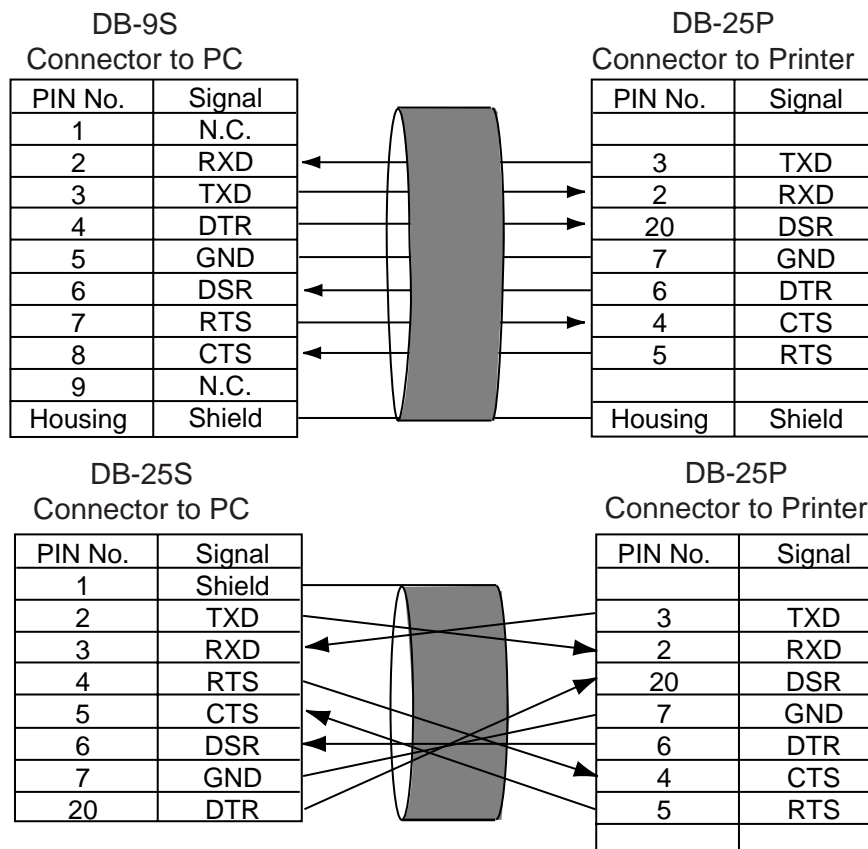 DB-9S
Connector to PC
DB-25P
Connector to Printer
PIN No. Signal PIN No. Signal
1 N.C.
2 RXD 3 TXD
3 TXD 2 RXD
4 DTR 20 DSR
5 GND 7 GND
6 DSR 6 DTR
7 RTS 4 CTS
8 CTS 5 RTS
9 N.C.
Housing Shield Housing Shield
DB-25S
Connector to PC
DB-25P
Connector to Printer
PIN No. Signal PIN No. Signal
1 Shield
2 TXD 3 TXD
3 RXD 2 RXD
4 RTS 20 DSR
5 CTS 7 GND
6 DSR 6 DTR
7 GND 4 CTS
20 DTR 5 RTS